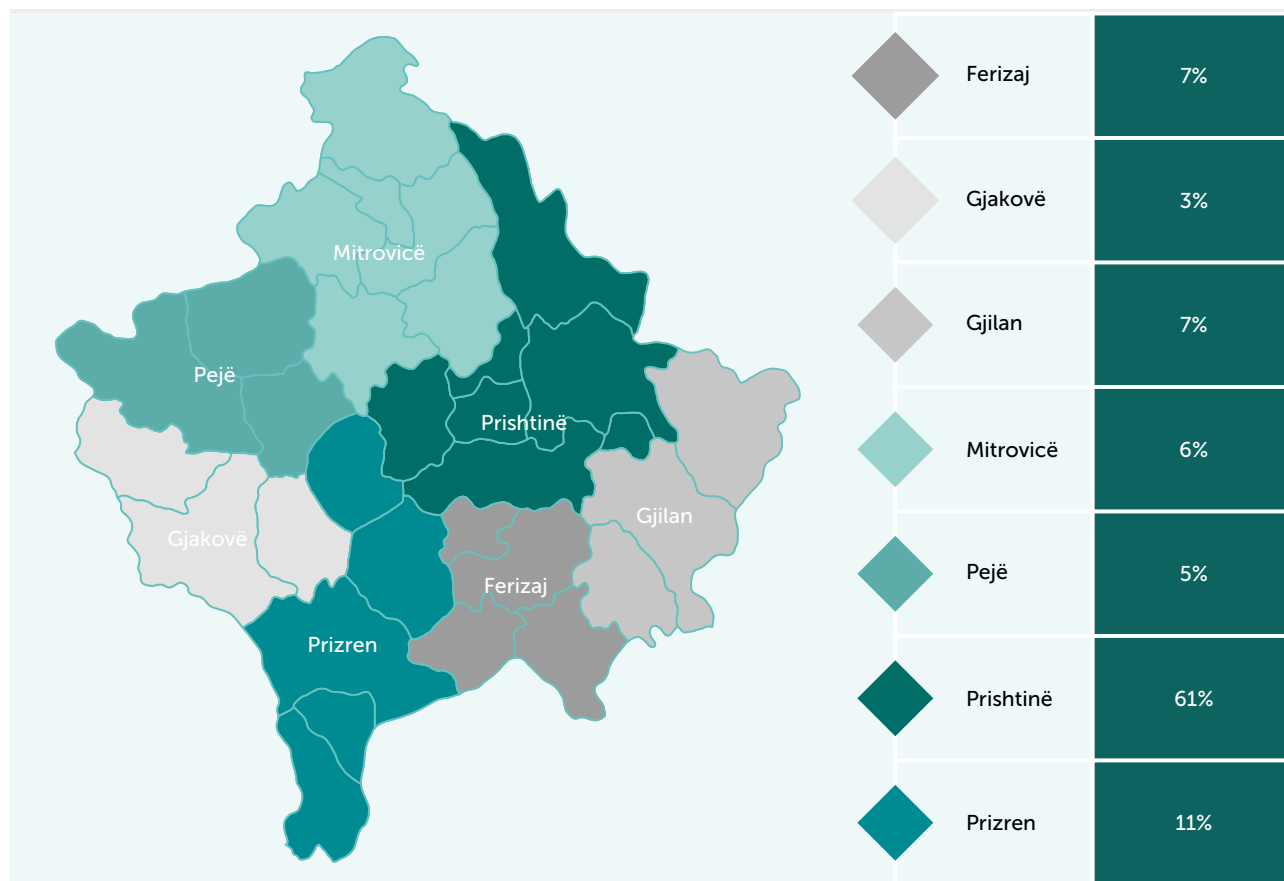 Mitrovicë
Pejë
Prishtinë
Gjilan
Gjakovë
Ferizaj
Prizren
Ferizaj 7%
Gjakovë 3%
Gjilan 7%
Mitrovicë 6%
Pejë 5%
Prishtinë 61%
Prizren 11%